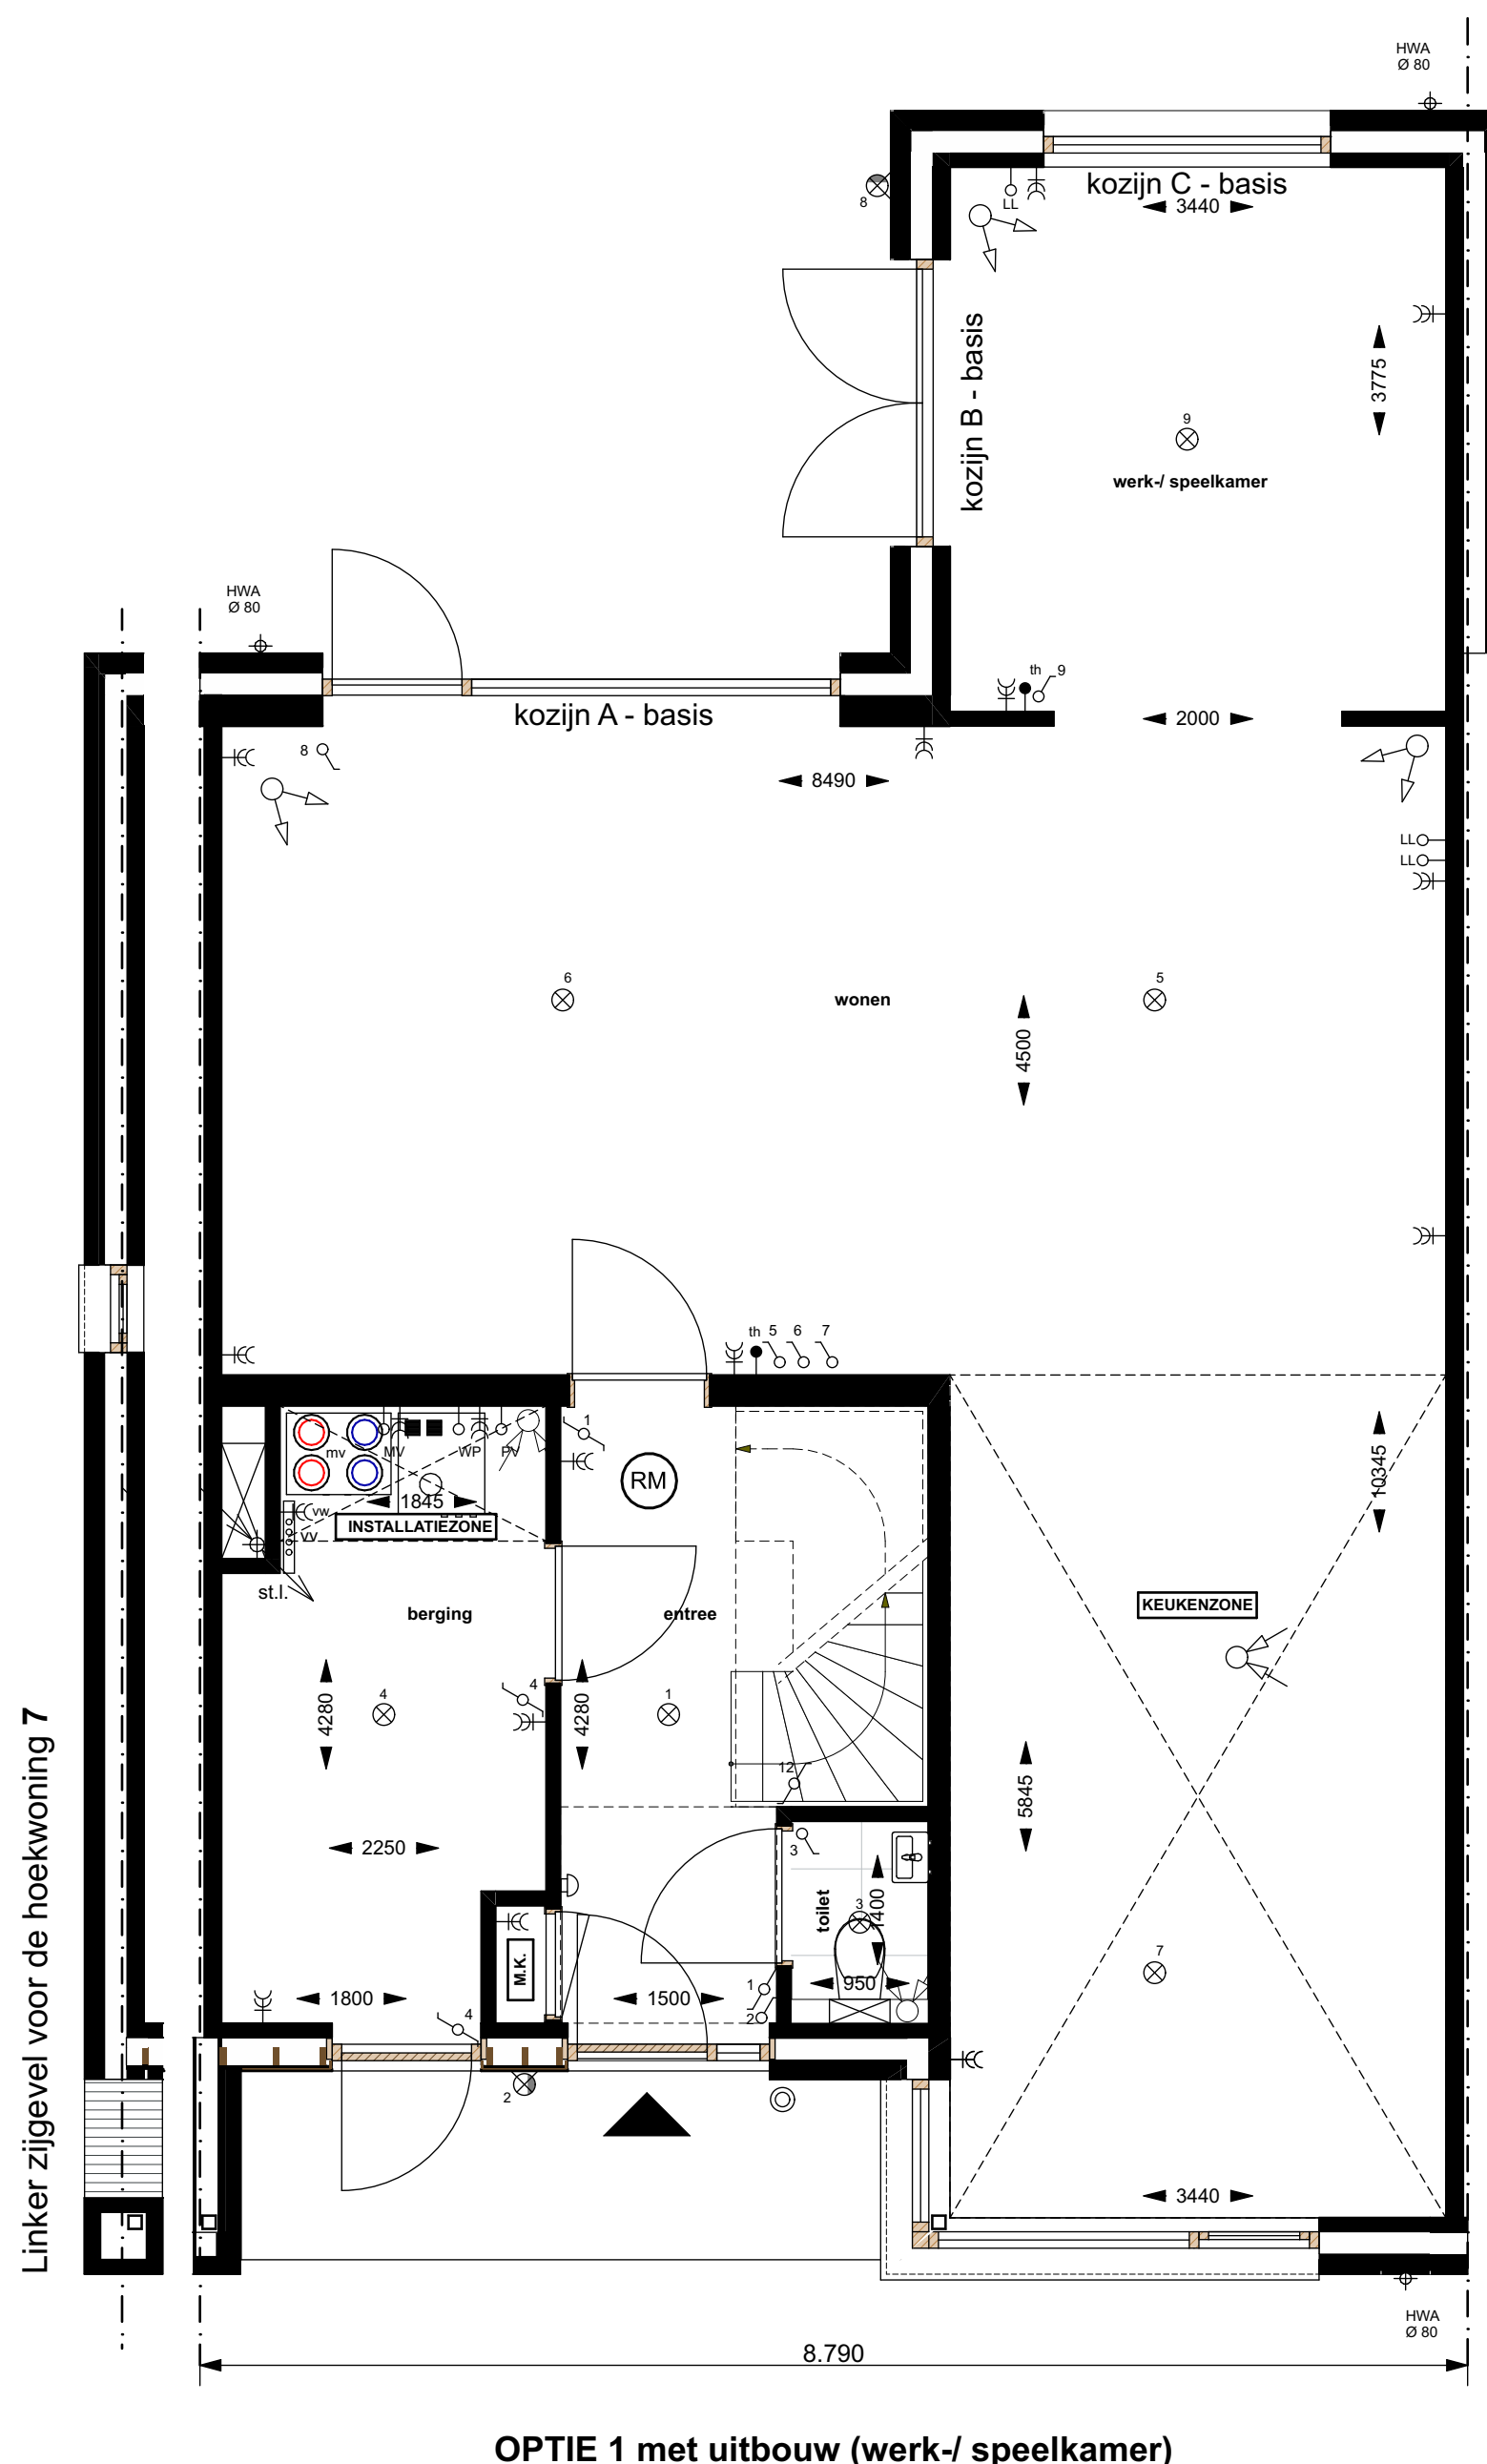 HWA
Ø 80
8
LL
kozijn C - basis
3440
kozijn B - basis
3775
9
werk-/ speelkamer
HWA
Ø 80
th
9
kozijn A - basis
2000
8
8490
LL
LL
6
wonen
5
4500
th
5
6
7
1
mv
MV
WP
PV
RM
10345
1845
vw
INSTALLATIEZONE
vv
st.l.
berging
entree
KEUKENZONE
4280
4
4
4280
1
12
5845
2250
3
toilet
3
1400
M.K.
7
1800
4
1500
1
2
950
2
Linker zijgevel voor de hoekwoning 7
3440
HWA
Ø 80
8.790
OPTIE 1 met uitbouw (werk-/ speelkamer)